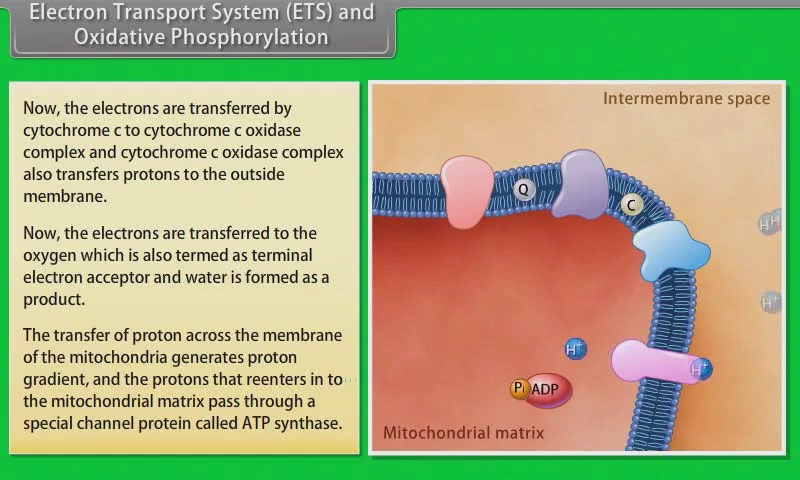 Electron Transport System (ETS) and
Oxidative Phosphorylation
Now, the electrons are transferred by
cytochrome c to cytochrome c oxidase
complex and cytochrome c oxidase complex
also transfers protons to the outside
membrane.
Now, the electrons are transferred to the
oxygen which is also termed as terminal
electron acceptor and water is formed as a
product.
The transfer of proton across the membrane
of the mitochondria generates proton
gradient, and the protons that reenters in to
the mitochondrial matrix pass through a
special channel protein called ATP synthase.
Intermembrane space
Q
C
H H
H+
H+
H+
Pi ADP
Mitochondrial matrix